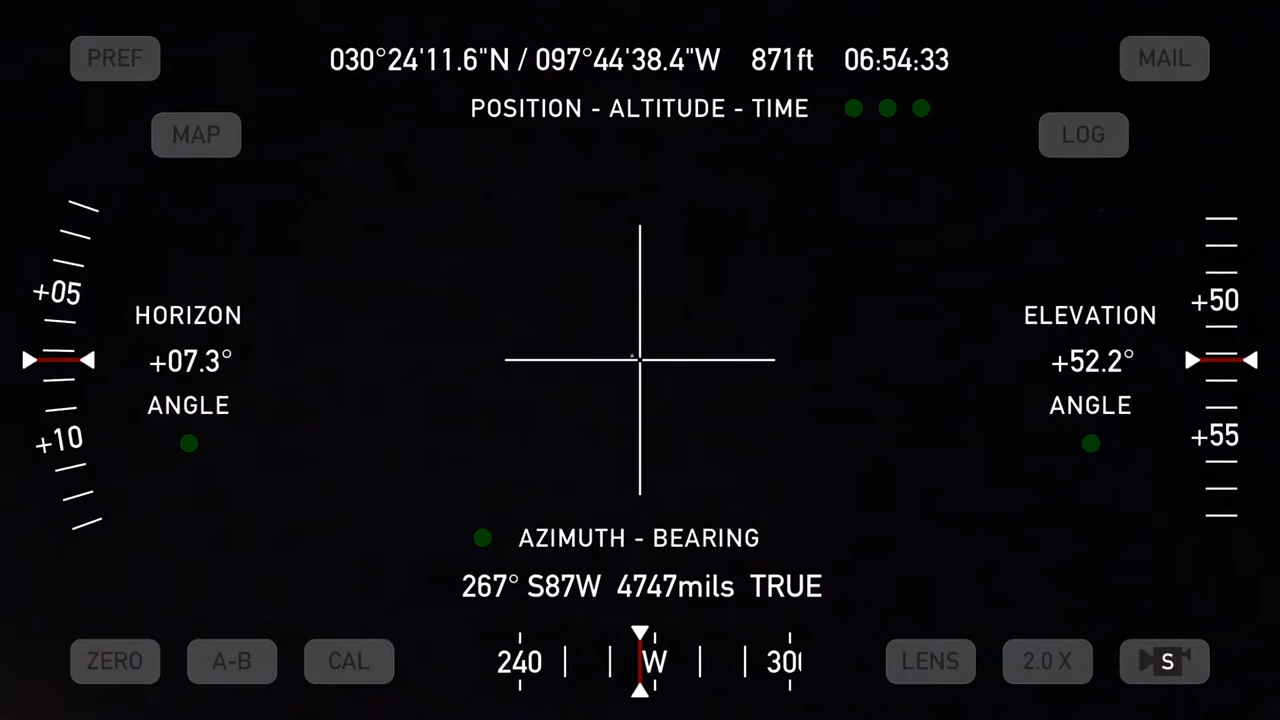 PREF
030°24'11.6"N / 097°44'38.4"W 871ft 06:54:33
MAIL
POSITION - ALTITUDE - TIME
MAP
LOG
+05
+50
HORIZON
ELEVATION
+07.3°
+52.2°
ANGLE
ANGLE
+10
+55
AZIMUTH - BEARING
267° S87W 4747mils TRUE
ZERO
A-B
CAL
240
W
300
LENS
2.0 X
S